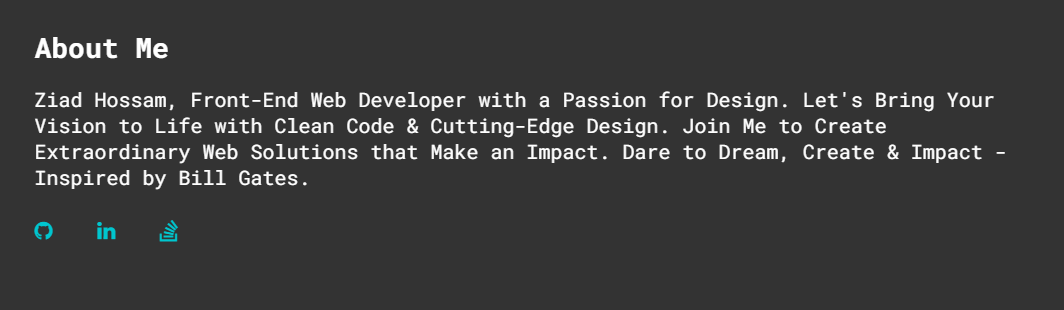 About Me
Ziad Hossam, Front-End Web Developer with a Passion for Design. Let's Bring Your
Vision to Life with Clean Code & Cutting-Edge Design. Join Me to Create
Extraordinary Web Solutions that Make an Impact. Dare to Dream, Create & Impact -
Inspired by Bill Gates.
in